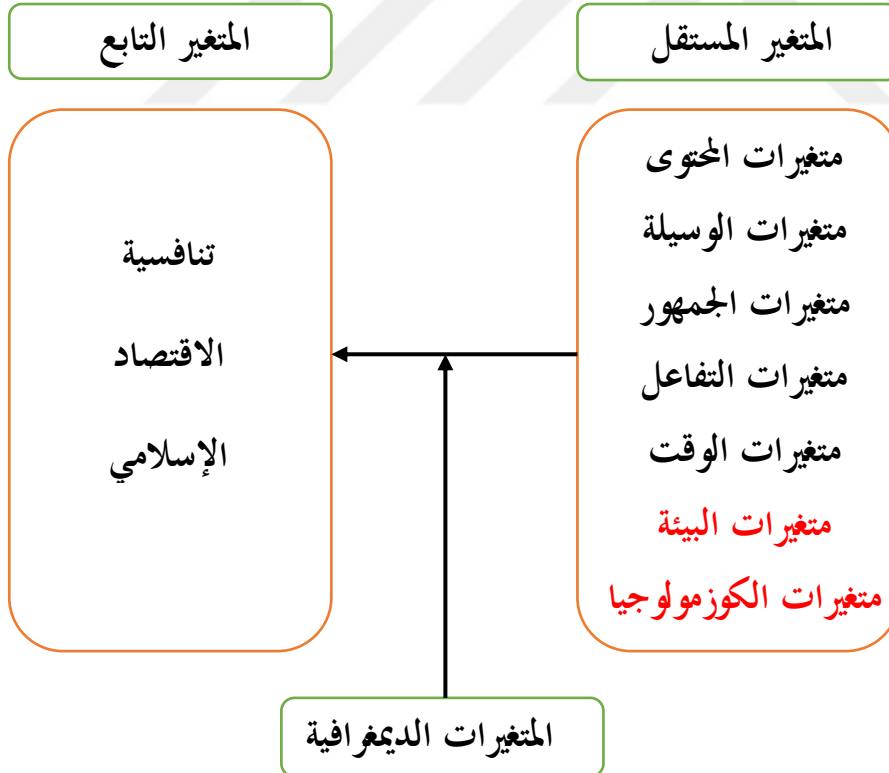 المتغير المستقل
المتغير التابع
متغيرات المحتوى
متغيرات الوسيلة
متغيرات الجمهور
متغيرات التفاعل
متغيرات الوقت
متغيرات البيئة
متغيرات الكوزمولوجيا
تنافسية
الاقتصاد
الإسلامي
المتغيرات الديمغرافية